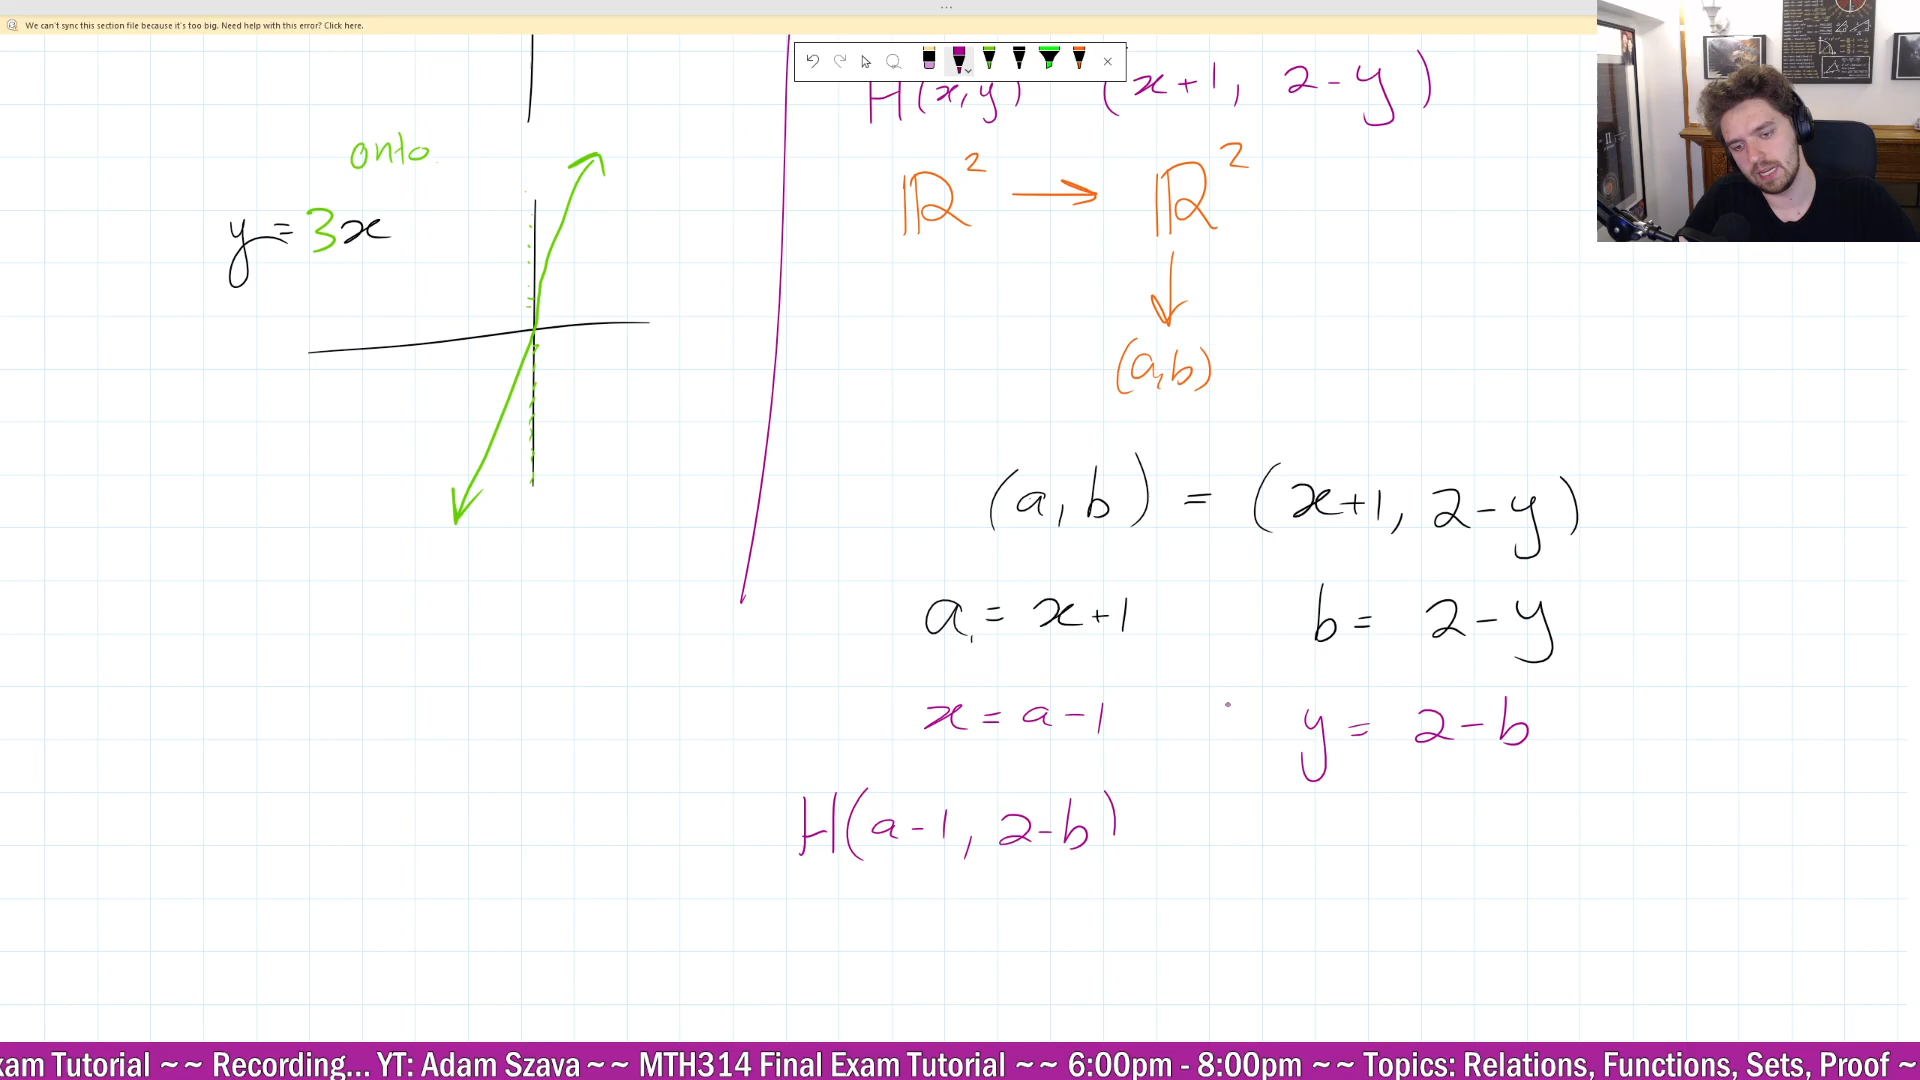 We can't sync this section file because it's too big. Need help with this error? Click here.
onto
y = 3x
H(x,y) (x+1, 2-y)
ℝ² → ℝ²
(a,b)
(a,b) = (x+1, 2-y)
a = x+1 b = 2-y
x = a-1 y = 2-b
H(a-1, 2-b)
xam Tutorial ~~ Recording... YT: Adam Szava ~~ MTH314 Final Exam Tutorial ~~ 6:00pm - 8:00pm ~~ Topics: Relations, Functions, Sets, Proof ~